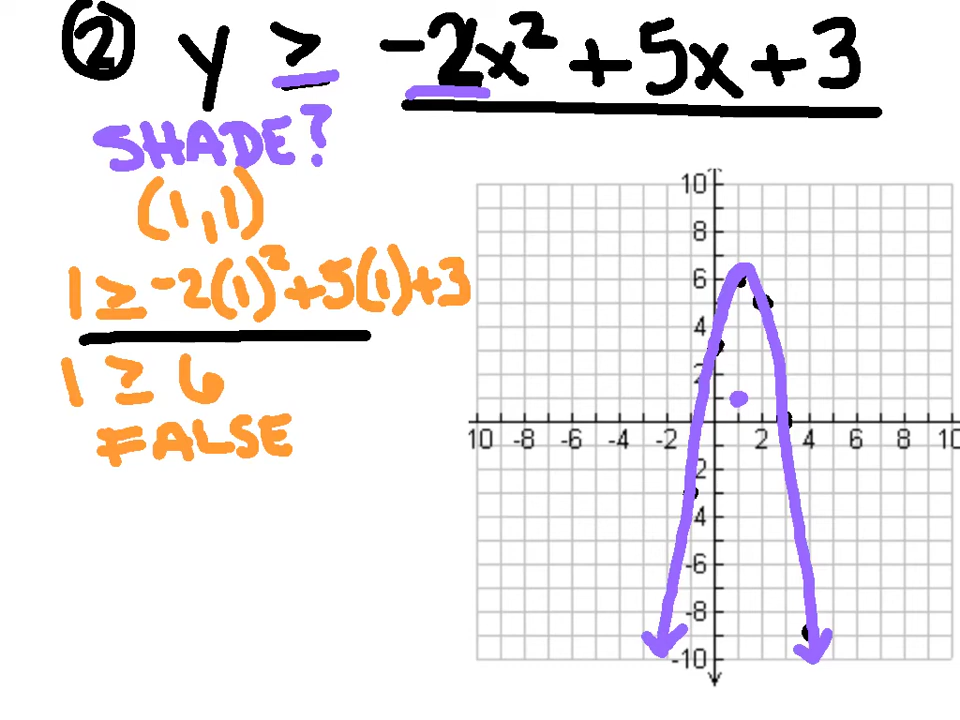 ② y ≥ -2x² + 5x + 3
SHADE?
(1,1)
1 ≥ -2(1)² + 5(1) + 3
1 ≥ 6
FALSE
10
8
6
4
2
10 -8 -6 -4 -2 2 4 6 8 10
2
4
-6
-8
-10